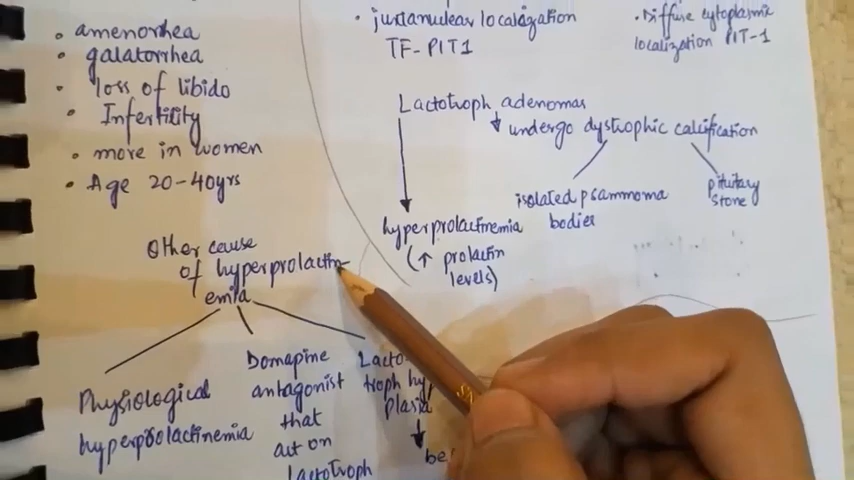 • amenorrhea
• galatorrhea
• loss of libido
• Infertility
• more in women
• Age 20-40yrs
• juxtanuclear localization
TF-PIT1
• Diffuse cytoplasmic
localization PIT-1
Lactotroph adenomas
undergo dystrophic calcification
isolated psammoma
bodies
pituitary
stone
hyperprolactinemia
(↑ prolactin
levels)
Other cause
of hyperprolactin-
emia
Physiological
hyperprolactinemia
Domapine
antagonist
that
act on
lactotroph